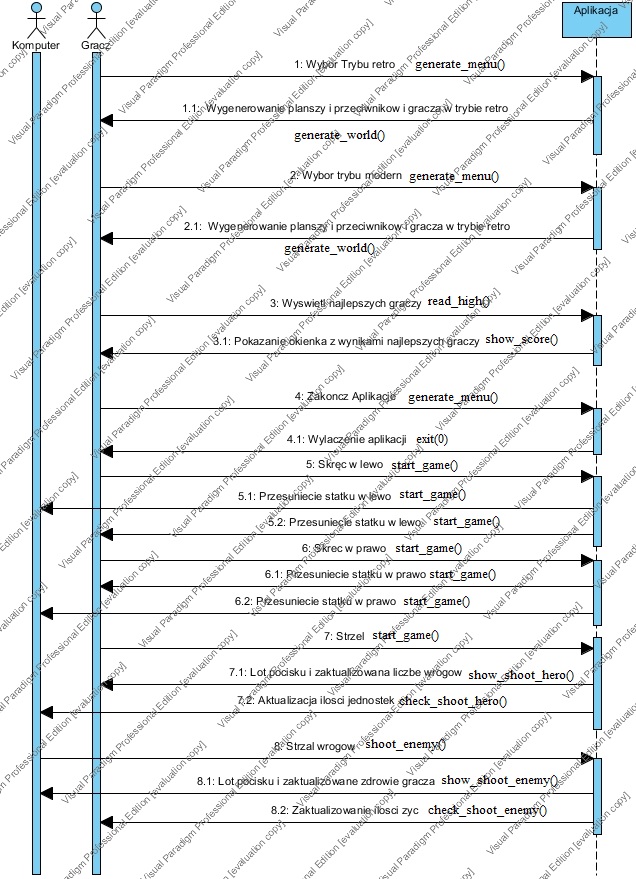 Komputer
Gracz
Aplikacja
1: Wybor Trybu retro generate_menu()
1.1: Wygenerowanie planszy i przeciwnikow i gracza w trybie retro
generate_world()
2: Wybor trybu modern generate_menu()
2.1: Wygenerowanie planszy i przeciwnikow i gracza w trybie retro
generate_world()
3: Wyswietl najlepszych graczy read_high()
3.1: Pokazanie okienka z wynikami najlepszych graczy show_score()
4: Zakoncz Aplikacje generate_menu()
4.1: Wylaczenie aplikacji exit(0)
5: Skręc w lewo start_game()
5.1: Przesuniecie statku w lewo start_game()
5.2: Przesuniecie statku w lewo start_game()
6: Skrec w prawo start_game()
6.1: Przesuniecie statku w prawo start_game()
6.2: Przesuniecie statku w prawo start_game()
7: Strzel start_game()
7.1: Lot pocisku i zaktualizowana liczbe wrogow show_shoot_hero()
7.2: Aktualizacja ilosci jednostek check_shoot_hero()
8: Strzal wrogow shoot_enemy()
8.1: Lot pocisku i zaktualizowane zdrowie gracza show_shoot_enemy()
8.2: Zaktualizowanie ilosci zyc check_shoot_enemy()
Visual Paradigm Professional Edition [evaluation copy]